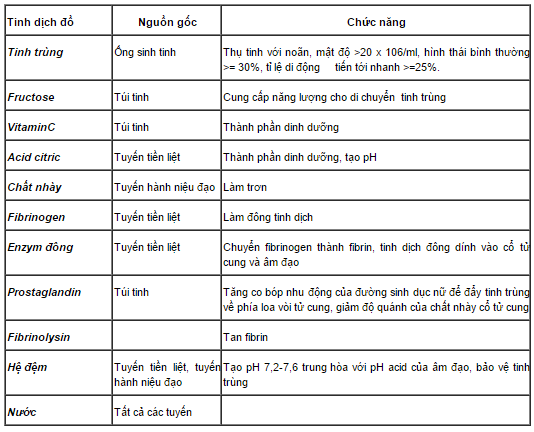 Tinh dịch đồ Nguồn gốc Chức năng
Tinh trùng Ống sinh tinh Thụ tinh với noãn, mật độ >20 x 106/ml, hình thái bình thường
>= 30%, tỉ lệ di động tiến tới nhanh >=25%.
Fructose Túi tinh Cung cấp năng lượng cho di chuyển tinh trùng
VitaminC Túi tinh Thành phần dinh dưỡng
Acid citric Tuyến tiền liệt Thành phần dinh dưỡng, tạo pH
Chất nhày Tuyến hành niệu đạo Làm trơn
Fibrinogen Tuyến tiền liệt Làm đông tinh dịch
Enzym đông Tuyến tiền liệt Chuyển fibrinogen thành fibrin, tinh dịch đông dính vào cổ tử
cung và âm đạo
Prostaglandin Túi tinh Tăng co bóp nhu động của đường sinh dục nữ để đẩy tinh trùng
về phía loa vòi tử cung, giảm độ quánh của chất nhày cổ tử cung
Fibrinolysin Tan fibrin
Hệ đệm Tuyến tiền liệt, tuyến Tạo pH 7,2-7,6 trung hòa với pH acid của âm đạo, bảo vệ tinh
hành niệu đạo trùng
Nước Tất cả các tuyến